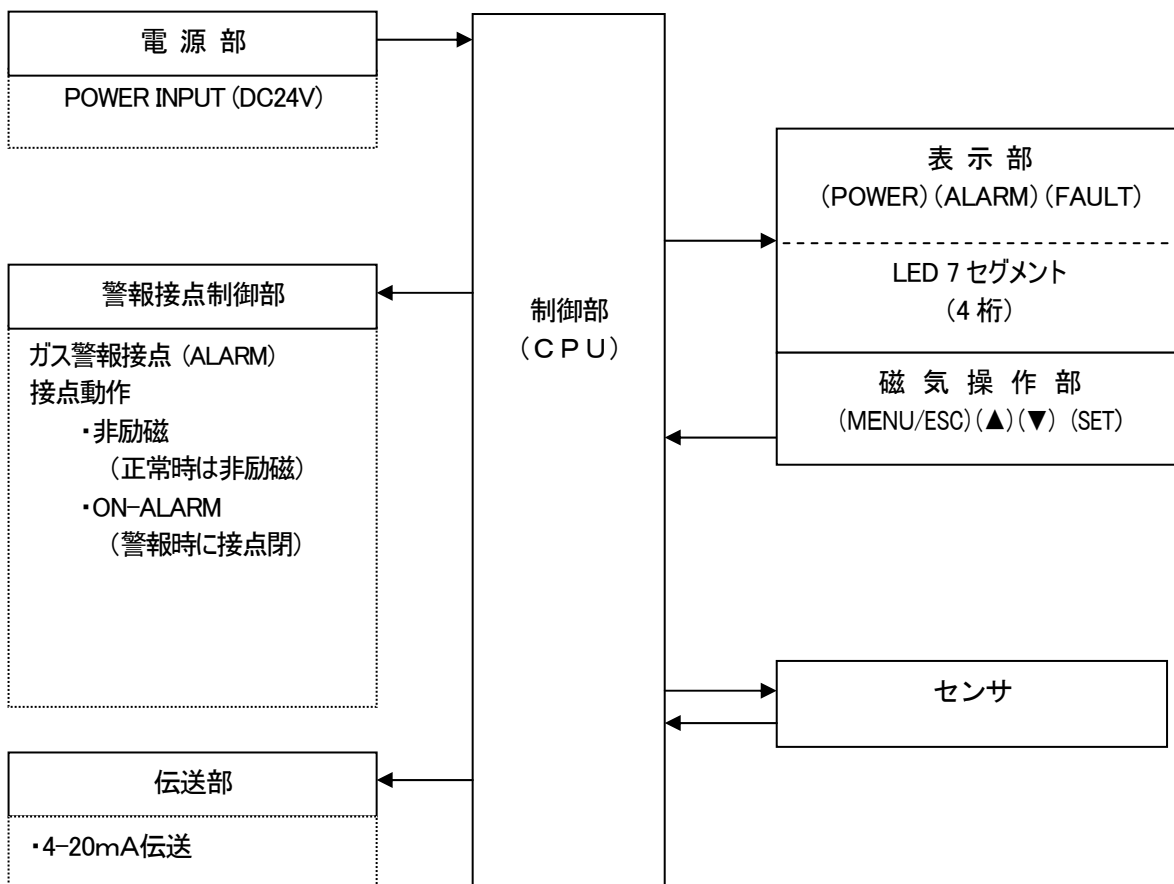 電 源 部
POWER INPUT (DC24V)
警報接点制御部
ガス警報接点 (ALARM)
接点動作
・非励磁
(正常時は非励磁)
・ON-ALARM
(警報時に接点閉)
伝送部
・4-20mA伝送
制御部
(CPU)
表 示 部
(POWER)(ALARM)(FAULT)
LED 7 セグメント
(4 桁)
磁 気 操 作 部
(MENU/ESC)(▲)(▼) (SET)
センサ